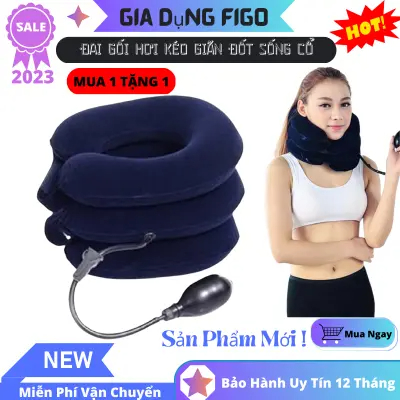 SALE
2023
GIA DụNG FIGO
ĐAI GỐI HƠI KÉO GIÃN ĐỐT SỐNG CỔ
HOT!
MUA 1 TẶNG 1
Sản Phẩm Mới !
Mua Ngay
NEW
Miễn Phí Vận Chuyển
Bảo Hành Uy Tín 12 Tháng